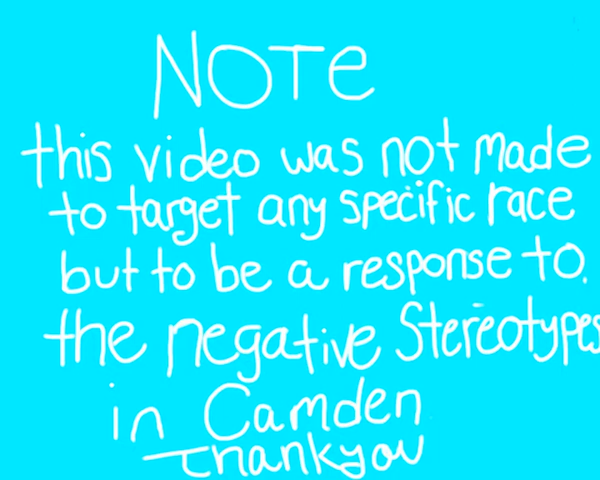 NOTE
this video was not made
to target any specific race
but to be a response to.
the negative Stereotypes
in Camden
Thankyou